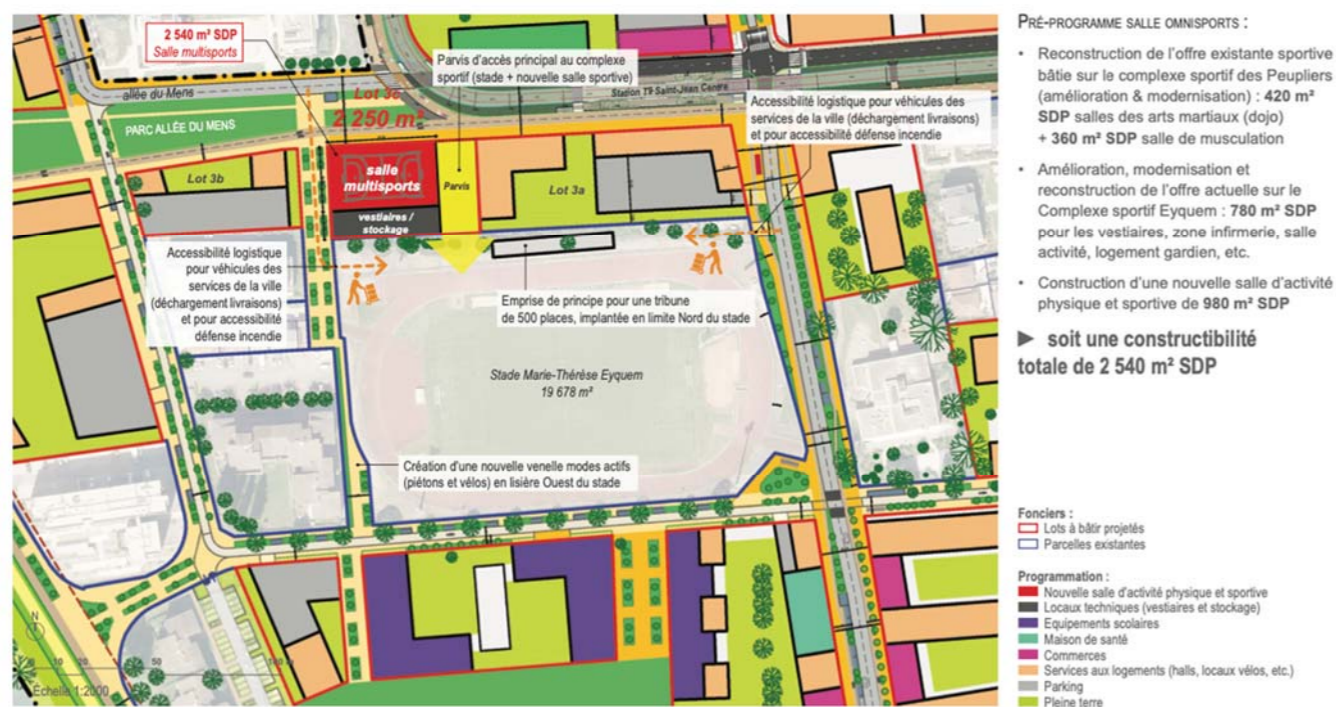 2 540 m² SDP
Salle multisports
Parvis d'accès principal au complexe
sportif (stade + nouvelle salle sportive)
allée du Mens
Lot 3c
2 250 m²
Station T9 Saint-Jean Centre
Accessibilité logistique pour véhicules des
services de la ville (déchargement livraisons)
et pour accessibilité défense incendie
PARC ALLÉE DU MENS
Lot 3b
salle
multisports
Parvis
Lot 3a
vestiaires /
stockage
Accessibilité logistique
pour véhicules des
services de la ville
(déchargement livraisons)
et pour accessibilité
défense incendie
Emprise de principe pour une tribune
de 500 places, implantée en limite Nord du stade
Stade Marie-Thérèse Eyquem
19 678 m²
Création d'une nouvelle venelle modes actifs
(piétons et vélos) en lisière Ouest du stade
N
0 10 20 50 100 m
Échelle 1:2000
PRÉ-PROGRAMME SALLE OMNISPORTS :
• Reconstruction de l'offre existante sportive
bâtie sur le complexe sportif des Peupliers
(amélioration & modernisation) : 420 m²
SDP salles des arts martiaux (dojo)
+ 360 m² SDP salle de musculation
• Amélioration, modernisation et
reconstruction de l'offre actuelle sur le
Complexe sportif Eyquem : 780 m² SDP
pour les vestiaires, zone infirmerie, salle
activité, logement gardien, etc.
• Construction d'une nouvelle salle d'activité
physique et sportive de 980 m² SDP
► soit une constructibilité
totale de 2 540 m² SDP
Fonciers :
Lots à bâtir projetés
Parcelles existantes
Programmation :
Nouvelle salle d'activité physique et sportive
Locaux techniques (vestiaires et stockage)
Equipements scolaires
Maison de santé
Commerces
Services aux logements (halls, locaux vélos, etc.)
Parking
Pleine terre